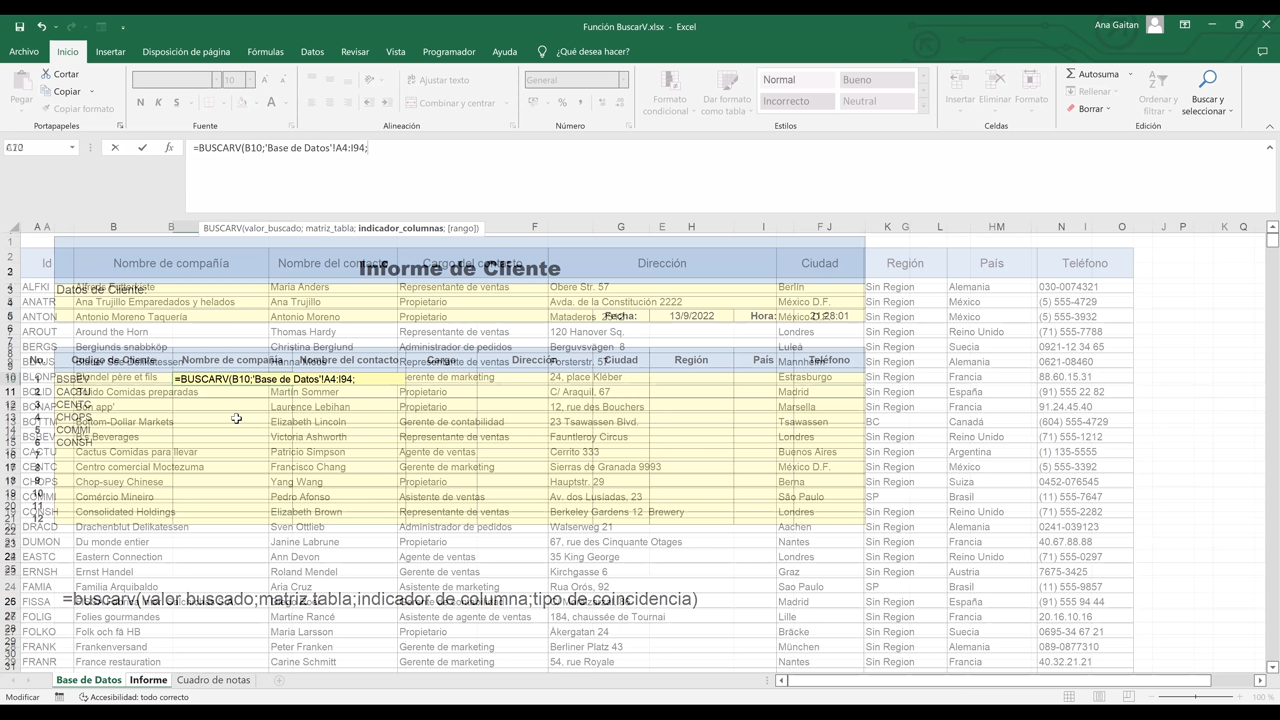 Función BuscarV.xlsx - Excel
Ana Gaitan
Archivo Inicio Insertar Disposición de página Fórmulas Datos Revisar Vista Programador Ayuda ¿Qué desea hacer?
Pegar Cortar Copiar Copiar formato
Portapapeles
10
N K S
Fuente
Ajustar texto
Combinar y centrar
Alineación
General
Número
Formato condicional Dar formato como tabla
Normal Bueno
Incorrecto Neutral
Estilos
Insertar Eliminar Formato
Celdas
Autosuma
Rellenar
Borrar
Ordenar y filtrar
Buscar y seleccionar
Edición
=BUSCARV(B10;'Base de Datos'!A4:I94;
BUSCARV(valor_buscado; matriz_tabla; indicador_columnas; [rango])
Id Nombre de compañía Nombre del contacto Cargo del contacto Dirección Ciudad Región País Teléfono
Informe de Cliente
Datos de Cliente:
ALFKI Alfreds Futterkiste Maria Anders Representante de ventas Obere Str. 57 Berlín Sin Region Alemania 030-0074321
ANATR Ana Trujillo Emparedados y helados Ana Trujillo Propietario Avda. de la Constitución 2222 México D.F. Sin Region México (5) 555-4729
ANTON Antonio Moreno Taquería Antonio Moreno Propietario Mataderos México D.F. Sin Region México (5) 555-3932
Fecha: 13/9/2022 Hora: 21:28:01
AROUT Around the Horn Thomas Hardy Representante de ventas 120 Hanover Sq. Londres Sin Region Reino Unido (71) 555-7788
BERGS Berglunds snabbköp Christina Berglund Administrador de pedidos Berguvsvägen 8 Luleå Sin Region Suecia 0921-12 34 65
No. Código de Cliente Nombre de compañía Nombre del contacto Cargo Dirección Ciudad Región País Teléfono
Delikatessen Hanna Moos Representante de ventas Forsterstr. 57 Mannheim Sin Region Alemania 0621-08460
BLONP Blondel père et fils Gerente de marketing 24, place Kléber Estrasburgo Sin Region Francia 88.60.15.31
1 BSBEV =BUSCARV(B10;'Base de Datos'!A4:I94;
BOLID Bólido Comidas preparadas Martín Sommer Propietario C/ Araquil, 67 Madrid Sin Region España (91) 555 22 82
2 CACTU
BONAP Bon app' Laurence Lebihan Propietario 12, rue des Bouchers Marsella Sin Region Francia 91.24.45.40
3 CENTC
BOTTM Bottom-Dollar Markets Elizabeth Lincoln Gerente de contabilidad 23 Tsawassen Blvd. Tsawassen BC Canadá (604) 555-4729
4 CHOPS
5 COMMI
BSBEV B's Beverages Victoria Ashworth Representante de ventas Fauntleroy Circus Londres Sin Region Reino Unido (71) 555-1212
6 CONSH
CACTU Cactus Comidas para llevar Patricio Simpson Agente de ventas Cerrito 333 Buenos Aires Sin Region Argentina (1) 135-5555
7
CENTC Centro comercial Moctezuma Francisco Chang Gerente de marketing Sierras de Granada 9993 México D.F. Sin Region México (5) 555-3392
8
CHOPS Chop-suey Chinese Yang Wang Propietario Hauptstr. 29 Berna Sin Region Suiza 0452-076545
9
COMMI Comércio Mineiro Pedro Afonso Asistente de ventas Av. dos Lusíadas, 23 São Paulo SP Brasil (11) 555-7647
10
11
CONSH Consolidated Holdings Elizabeth Brown Representante de ventas Berkeley Gardens 12 Brewery Londres Sin Region Reino Unido (71) 555-2282
12
DRACD Drachenblut Delikatessen Sven Ottlieb Administrador de pedidos Walserweg 21 Aachen Sin Region Alemania 0241-039123
DUMON Du monde entier Janine Labrune Propietario 67, rue des Cinquante Otages Nantes Sin Region Francia 40.67.88.88
EASTC Eastern Connection Ann Devon Agente de ventas 35 King George Londres Sin Region Reino Unido (71) 555-0297
ERNSH Ernst Handel Roland Mendel Gerente de ventas Kirchgasse 6 Graz Sin Region Austria 7675-3425
FAMIA Familia Arquibaldo Aria Cruz Asistente de marketing Rua Orós, 92 Sao Paulo SP Brasil (11) 555-9857
=buscarv(valor buscado;matriz tabla;indicador de columna;tipo de coincidencia)
FISSA Madrid Sin Region España (91) 555 94 44
FOLIG Folies gourmandes Martine Rancé Asistente de agente de ventas 184, chaussée de Tournai Lille Sin Region Francia 20.16.10.16
FOLKO Folk och fä HB Maria Larsson Propietario Åkergatan 24 Bräcke Sin Region Suecia 0695-34 67 21
FRANK Frankenversand Peter Franken Gerente de marketing Berliner Platz 43 München Sin Region Alemania 089-0877310
FRANR France restauration Carine Schmitt Gerente de marketing 54, rue Royale Nantes Sin Region Francia 40.32.21.21
Base de Datos Informe Cuadro de notas
Modificar Accesibilidad: todo correcto 100 %